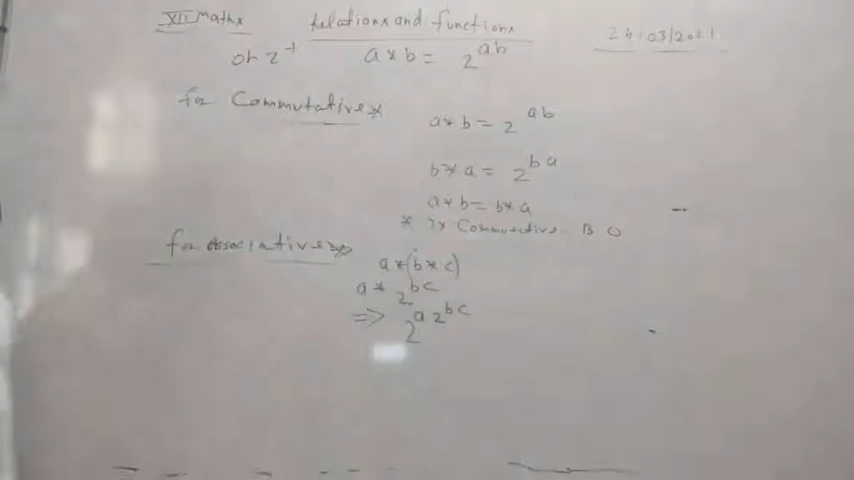 XII Maths Relations and functions 26/03/2021
on z⁺ a * b = 2^ab
for Commutative *
a * b = 2^ab
b * a = 2^ba
a * b = b * a
* is Commutative B O
for associative
a * (b * c)
a * 2^bc
=> 2^a 2^bc